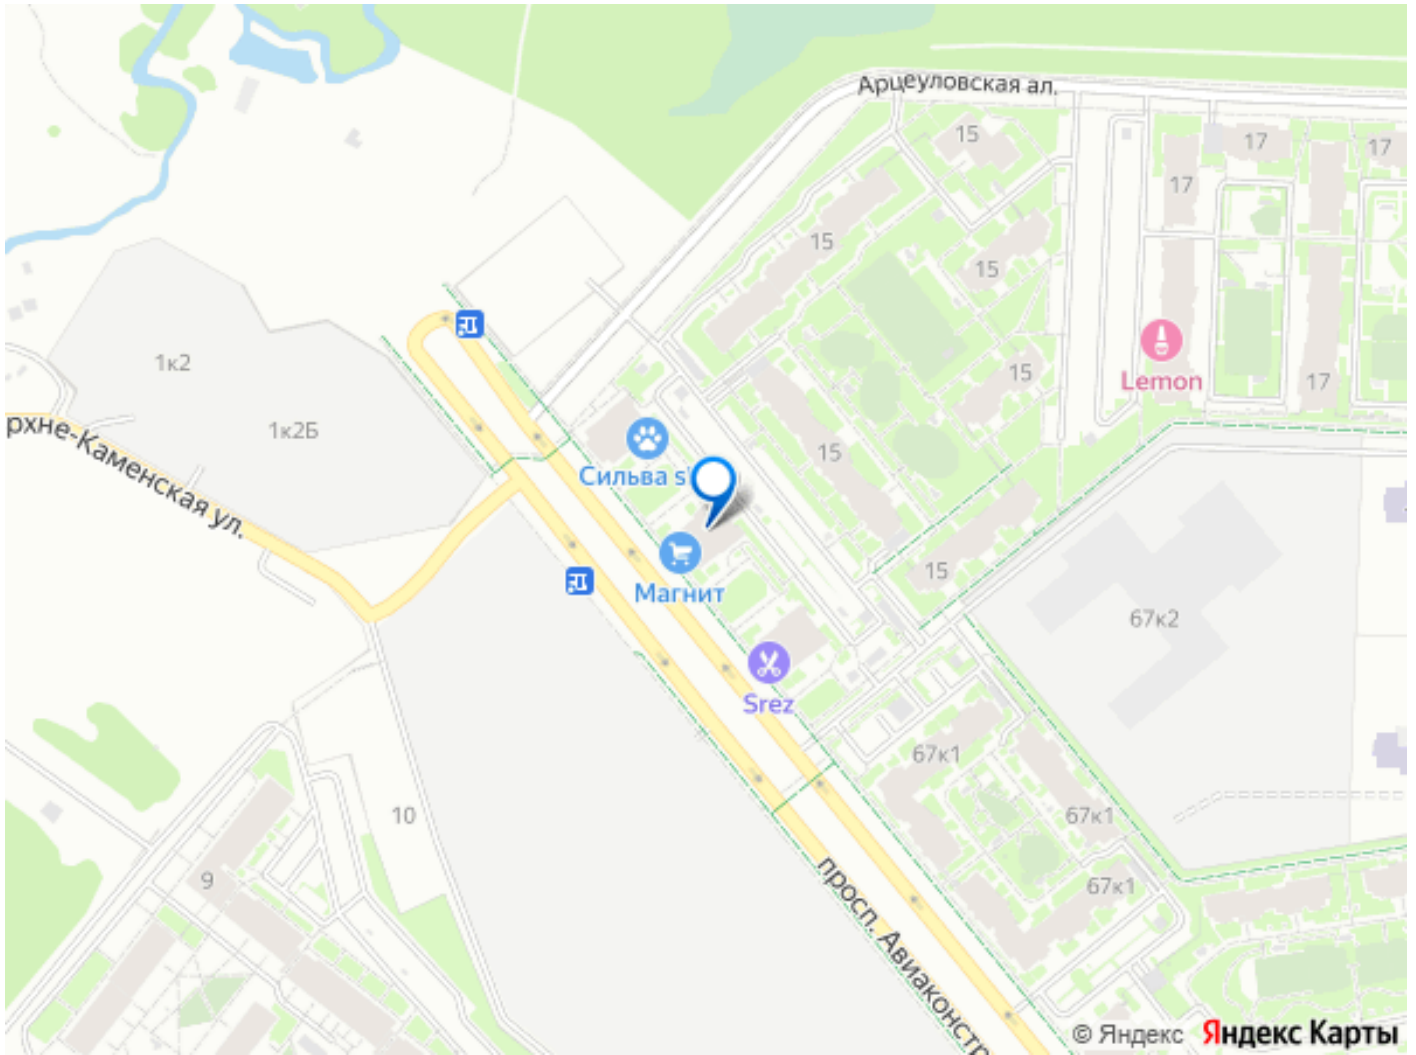 Арцеуловская ал.
15
17
17
17
15
15
1к2
15
17
Lemon
1к2Б
15
Сильва s
рхне-Каменская ул.
15
Магнит
67к2
Srez
67к1
10
67к1
9
67к1
просп. Авиаконстр
© Яндекс Яндекс Карты